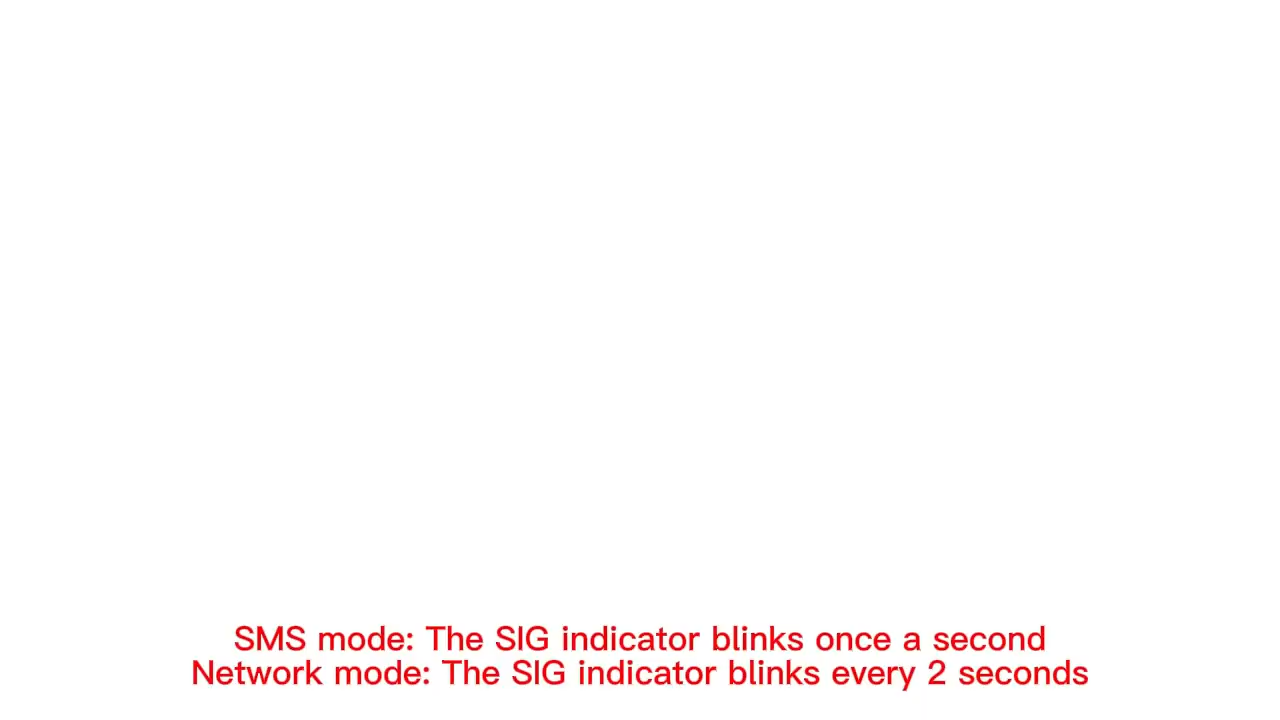 SMS mode: The SIG indicator blinks once a second
Network mode: The SIG indicator blinks every 2 seconds